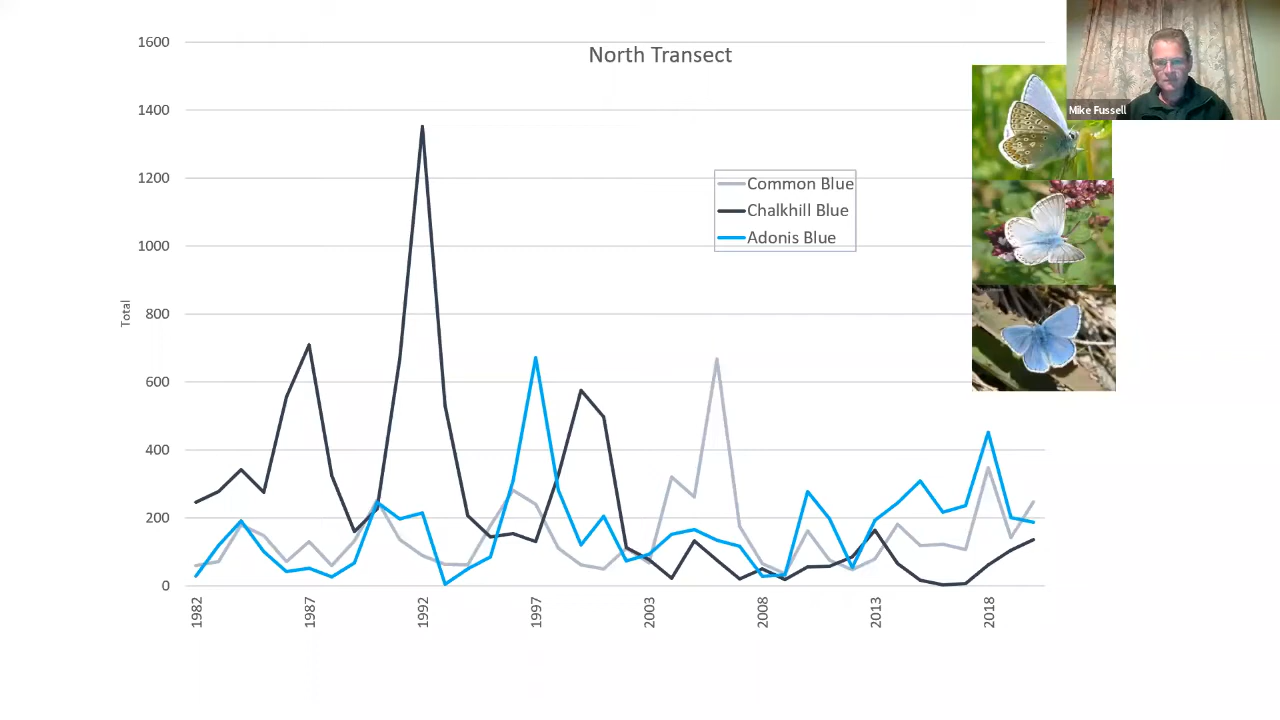 North Transect
Mike Fussell
1600
1400
1200
1000
800
600
400
200
0
Total
Common Blue
Chalkhill Blue
Adonis Blue
1982
1987
1992
1997
2003
2008
2013
2018